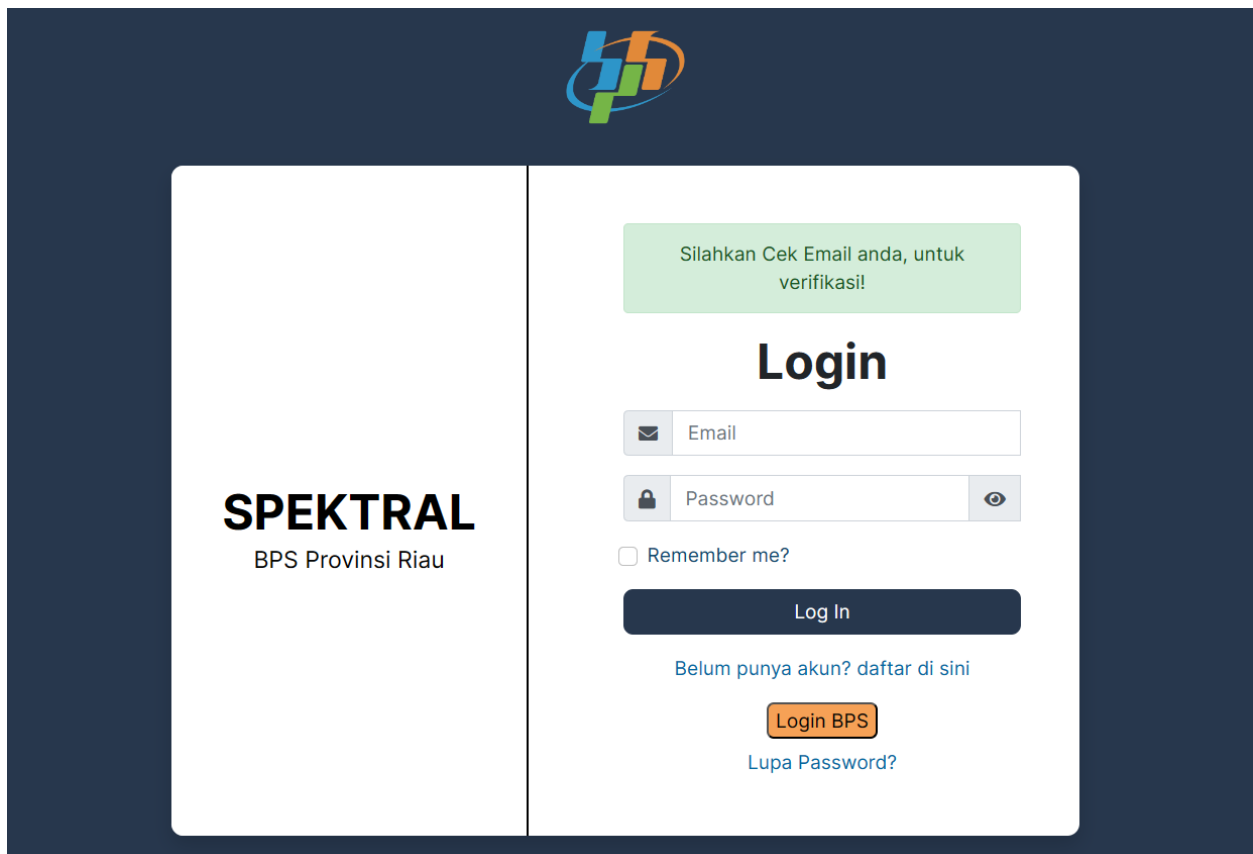 SPEKTRAL
BPS Provinsi Riau
Silahkan Cek Email anda, untuk
verifikasi!
Login
Email
Password
Remember me?
Log In
Belum punya akun? daftar di sini
Login BPS
Lupa Password?